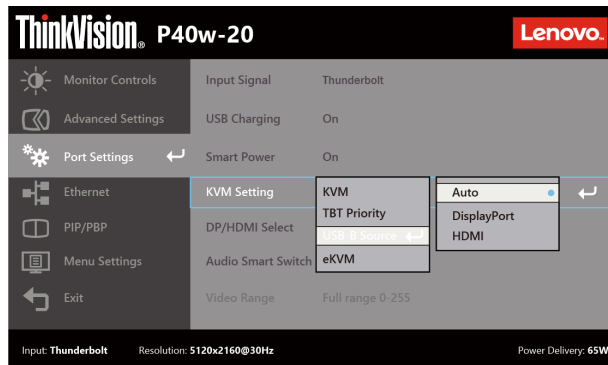 ThinkVision® P40w-20
Lenovo™
Monitor Controls
Advanced Settings
Port Settings
Ethernet
PIP/PBP
Menu Settings
Exit
Input Signal Thunderbolt
USB Charging On
Smart Power On
KVM Setting
DP/HDMI Select
Audio Smart Switch
Video Range Full range 0-255
KVM
TBT Priority
USB-B Source
eKVM
Auto
DisplayPort
HDMI
Input: Thunderbolt Resolution: 5120x2160@30Hz Power Delivery: 65W